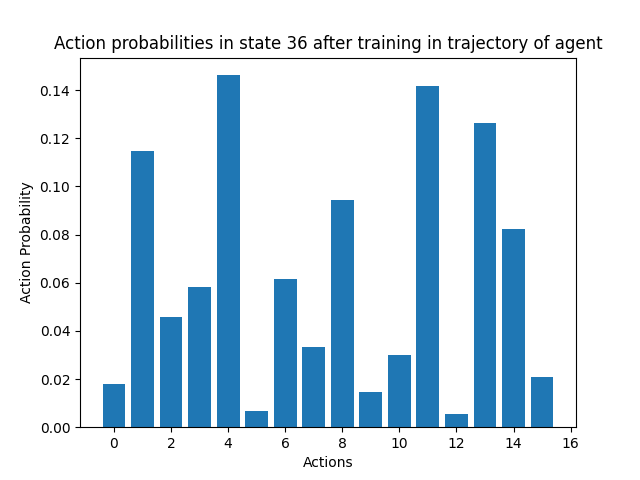 Action probabilities in state 36 after training in trajectory of agent
Action Probability
0.14
0.12
0.10
0.08
0.06
0.04
0.02
0.00
0 2 4 6 8 10 12 14 16
Actions